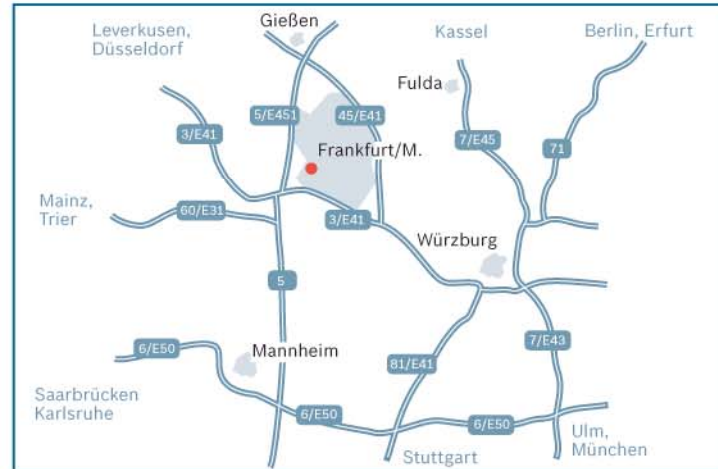 Leverkusen,
Düsseldorf
Gießen
Kassel
Berlin, Erfurt
Fulda
5/E451
45/E41
3/E41
7/E45
71
Frankfurt/M.
Mainz,
Trier
60/E31
3/E41
Würzburg
5
6/E50
Mannheim
81/E41
7/E43
Saarbrücken
Karlsruhe
6/E50
6/E50
Stuttgart
Ulm,
München